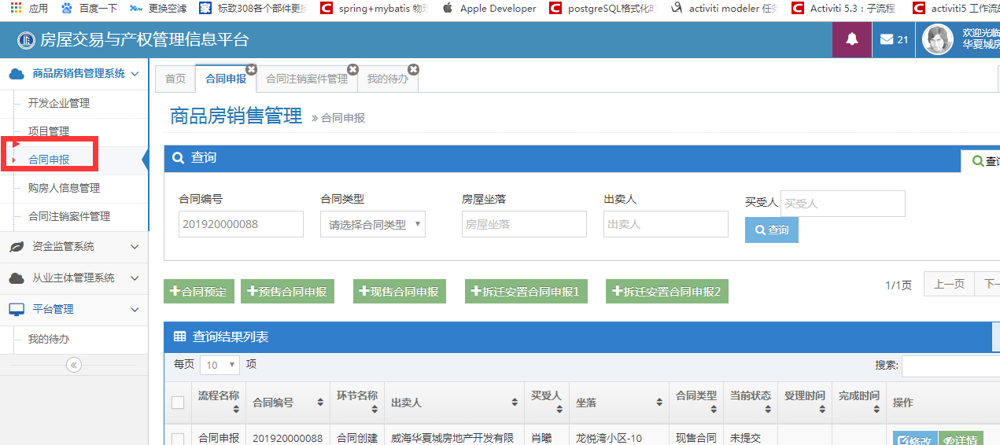 应用 百度一下 更换空滤 标致308各个部件更换 spring+mybatis 物理 Apple Developer postgreSQL格式化时 activiti modeler 任务 Activiti 5.3：子流程 activiti5 工作流
房屋交易与产权管理信息平台 21 欢迎光临
华夏城房
商品房销售管理系统
开发企业管理
项目管理
合同申报
购房人信息管理
合同注销案件管理
资金监管系统
从业主体管理系统
平台管理
我的待办
首页 合同申报 合同注销案件管理 我的待办
商品房销售管理 » 合同申报
查询
查询
合同编号 合同类型 房屋坐落 出卖人 买受人 买受人
201920000088 请选择合同类型 房屋坐落 出卖人 查询
合同预定 预售合同申报 现售合同申报 拆迁安置合同申报1 拆迁安置合同申报2 1/1页 上一页 下一
查询结果列表
每页 10 项 搜索:
流程名称 合同编号 环节名称 出卖人 买受人 坐落 合同类型 当前状态 受理时间 完成时间 操作
合同申报 201920000088 合同创建 威海华夏城房地产开发有限 肖曦 龙悦湾小区-10 现售合同 未提交 修改 详情